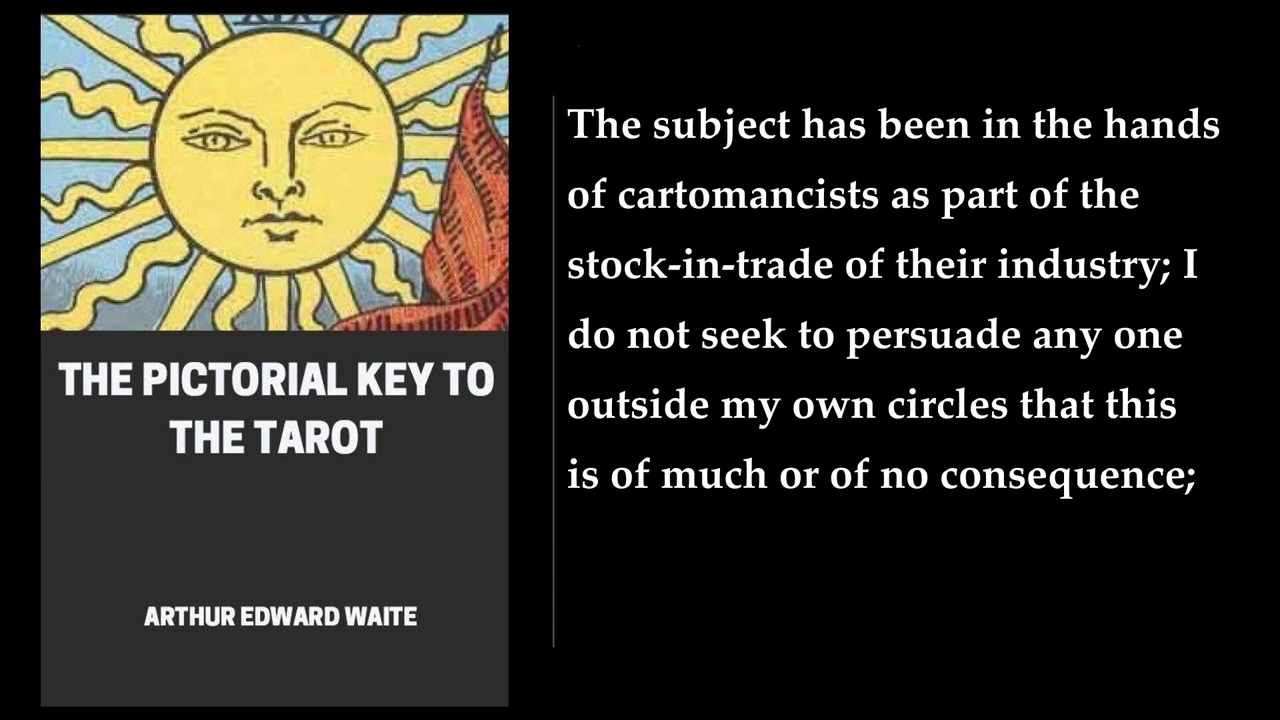 XIX
THE PICTORIAL KEY TO
THE TAROT
ARTHUR EDWARD WAITE
The subject has been in the hands
of cartomancists as part of the
stock-in-trade of their industry; I
do not seek to persuade any one
outside my own circles that this
is of much or of no consequence;